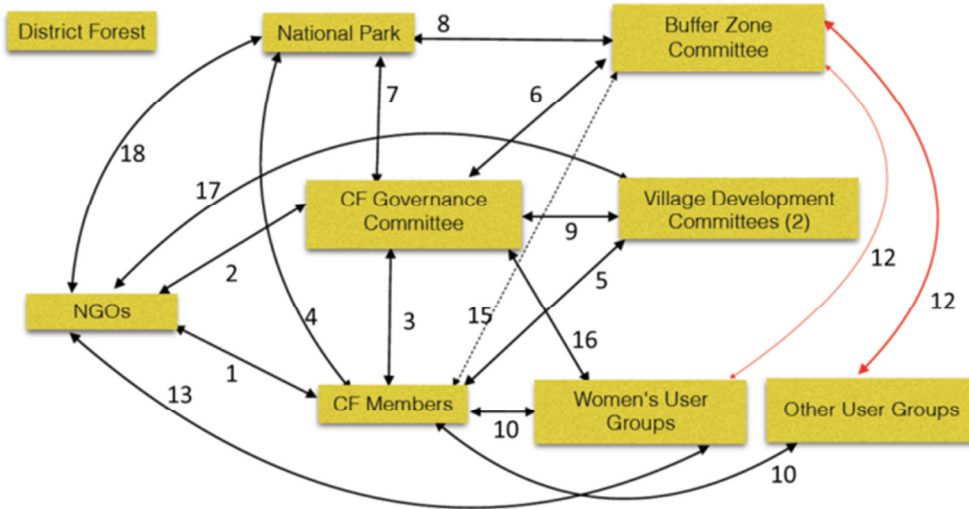 District Forest
National Park
8
Buffer Zone
Committee
7
6
18
17
CF Governance
Committee
Village Development
Committees (2)
9
2
5
12
12
NGOs
4
3
15
16
1
13
CF Members
10
Women's User
Groups
Other User Groups
10